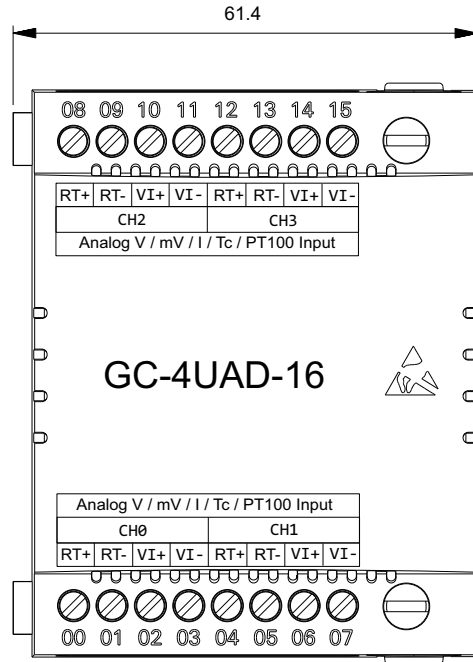 61.4
08 09 10 11 12 13 14 15
RT+ RT- VI+ VI- RT+ RT- VI+ VI-
CH2 CH3
Analog V / mV / I / Tc / PT100 Input
GC-4UAD-16
Analog V / mV / I / Tc / PT100 Input
CH0 CH1
RT+ RT- VI+ VI- RT+ RT- VI+ VI-
00 01 02 03 04 05 06 07